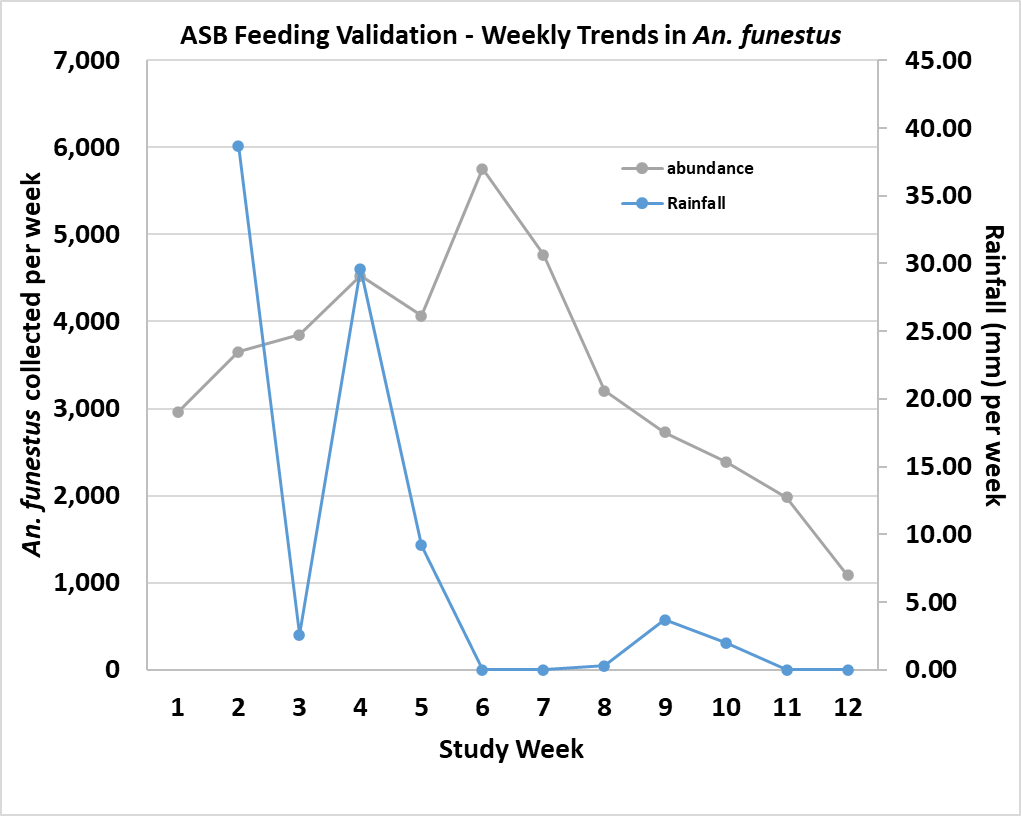 ASB Feeding Validation - Weekly Trends in An. funestus
7,000
6,000
5,000
4,000
3,000
2,000
1,000
0
An. funestus collected per week
45.00
40.00
35.00
30.00
25.00
20.00
15.00
10.00
5.00
0.00
Rainfall (mm) per week
abundance
Rainfall
1 2 3 4 5 6 7 8 9 10 11 12
Study Week